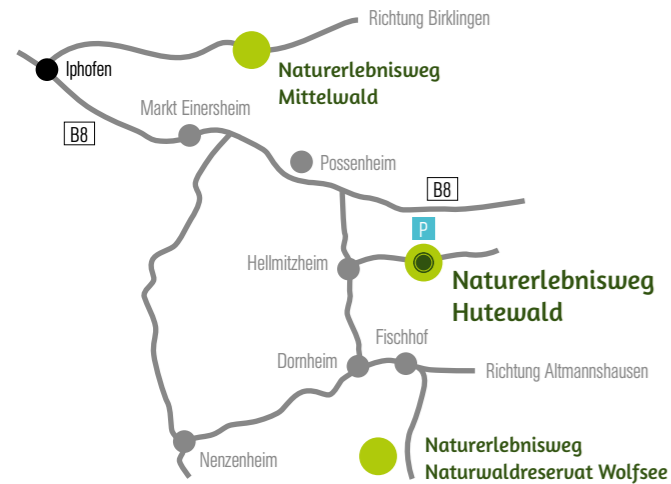 Richtung Birklingen
Iphofen
Naturerlebnisweg
Mittelwald
Markt Einersheim
B8
Possenheim
B8
P
Hellmitzheim
Naturerlebnisweg
Hutewald
Fischhof
Dornheim
Richtung Altmannshausen
Naturerlebnisweg
Naturwaldreservat Wolfsee
Nenzenheim